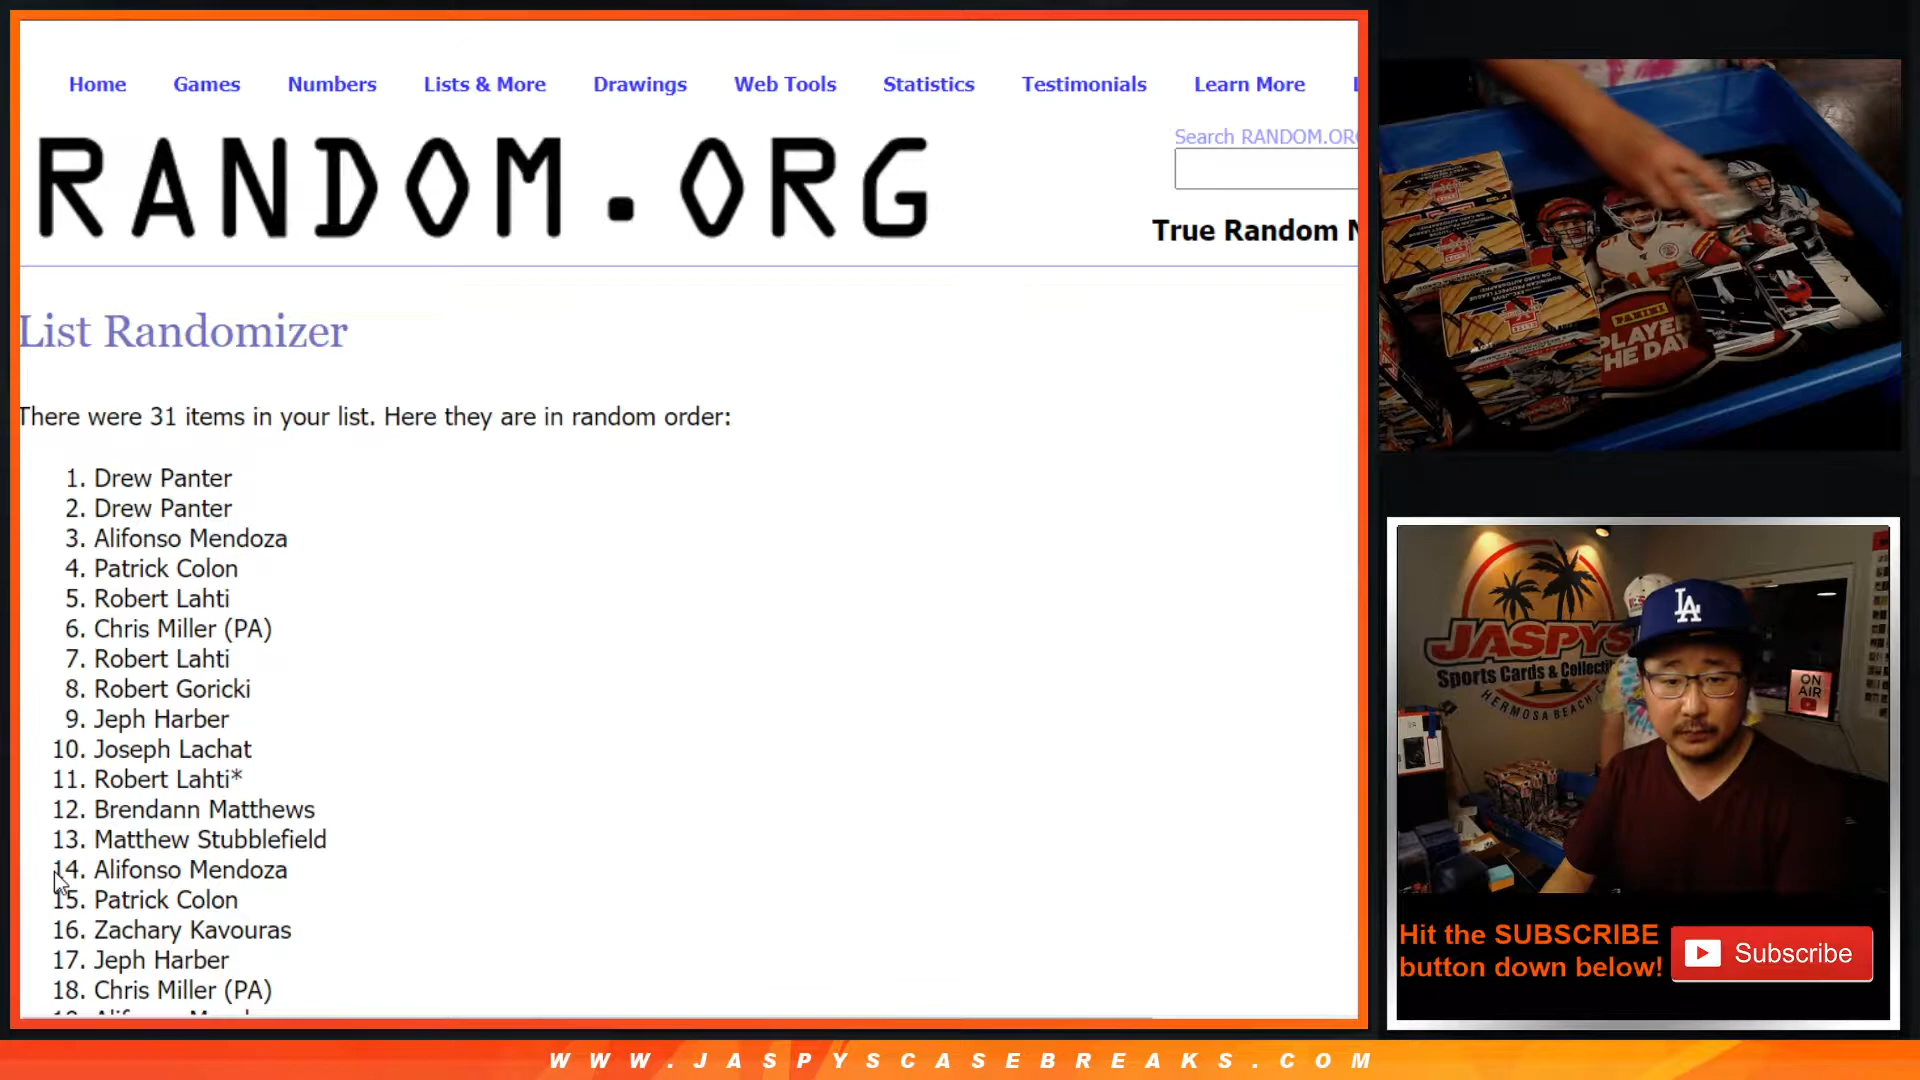 Home Games Numbers Lists & More Drawings Web Tools Statistics Testimonials Learn More
RANDOM.ORG
Search RANDOM.ORG
True Random
List Randomizer
There were 31 items in your list. Here they are in random order:
1. Drew Panter
2. Drew Panter
3. Alifonso Mendoza
4. Patrick Colon
5. Robert Lahti
6. Chris Miller (PA)
7. Robert Lahti
8. Robert Goricki
9. Jeph Harber
10. Joseph Lachat
11. Robert Lahti*
12. Brendann Matthews
13. Matthew Stubblefield
14. Alifonso Mendoza
15. Patrick Colon
16. Zachary Kavouras
17. Jeph Harber
18. Chris Miller (PA)
PANINI
PLAYER
THE DAY
JASPYS
Sports Cards &
HERMOSA BEACH
LA
ON
AIR
Hit the SUBSCRIBE
button down below!
Subscribe
WWW.JASPYSCASEBREAKS.COM